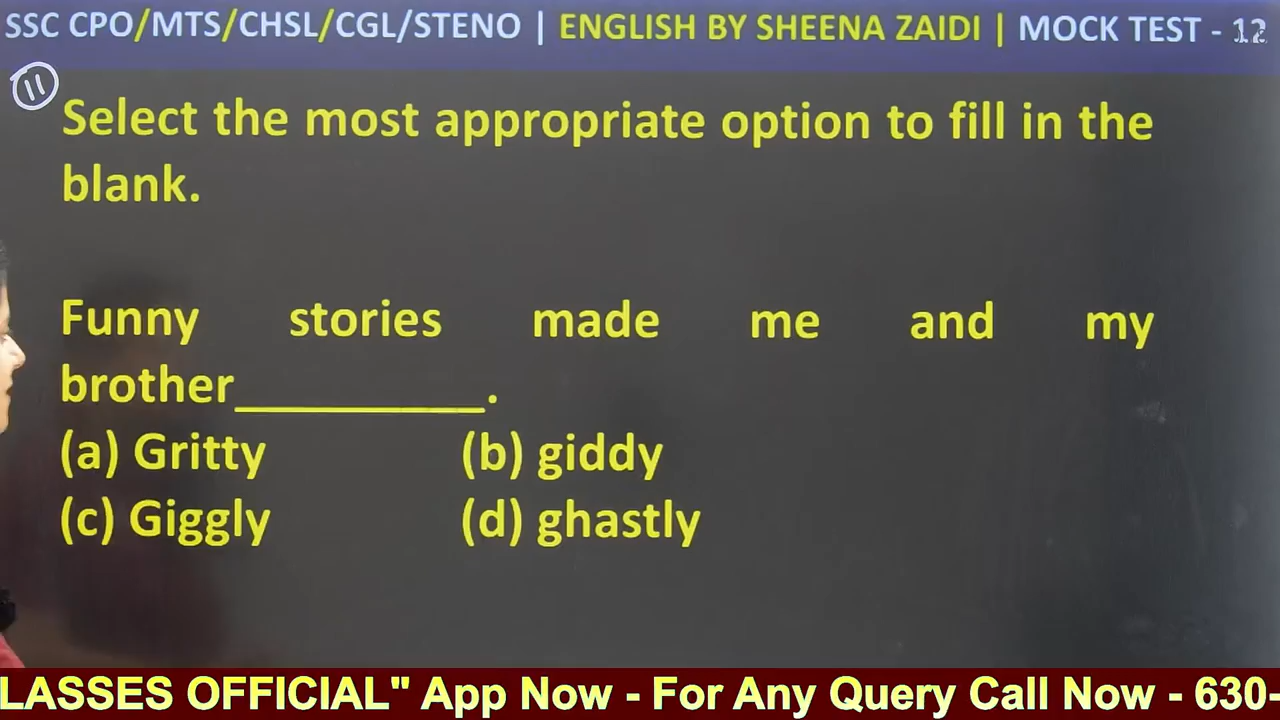 SSC CPO/MTS/CHSL/CGL/STENO | ENGLISH BY SHEENA ZAIDI | MOCK TEST - 12
11
Select the most appropriate option to fill in the
blank.
Funny stories made me and my
brother__________.
(a) Gritty (b) giddy
(c) Giggly (d) ghastly
LASSES OFFICIAL" App Now - For Any Query Call Now - 630-